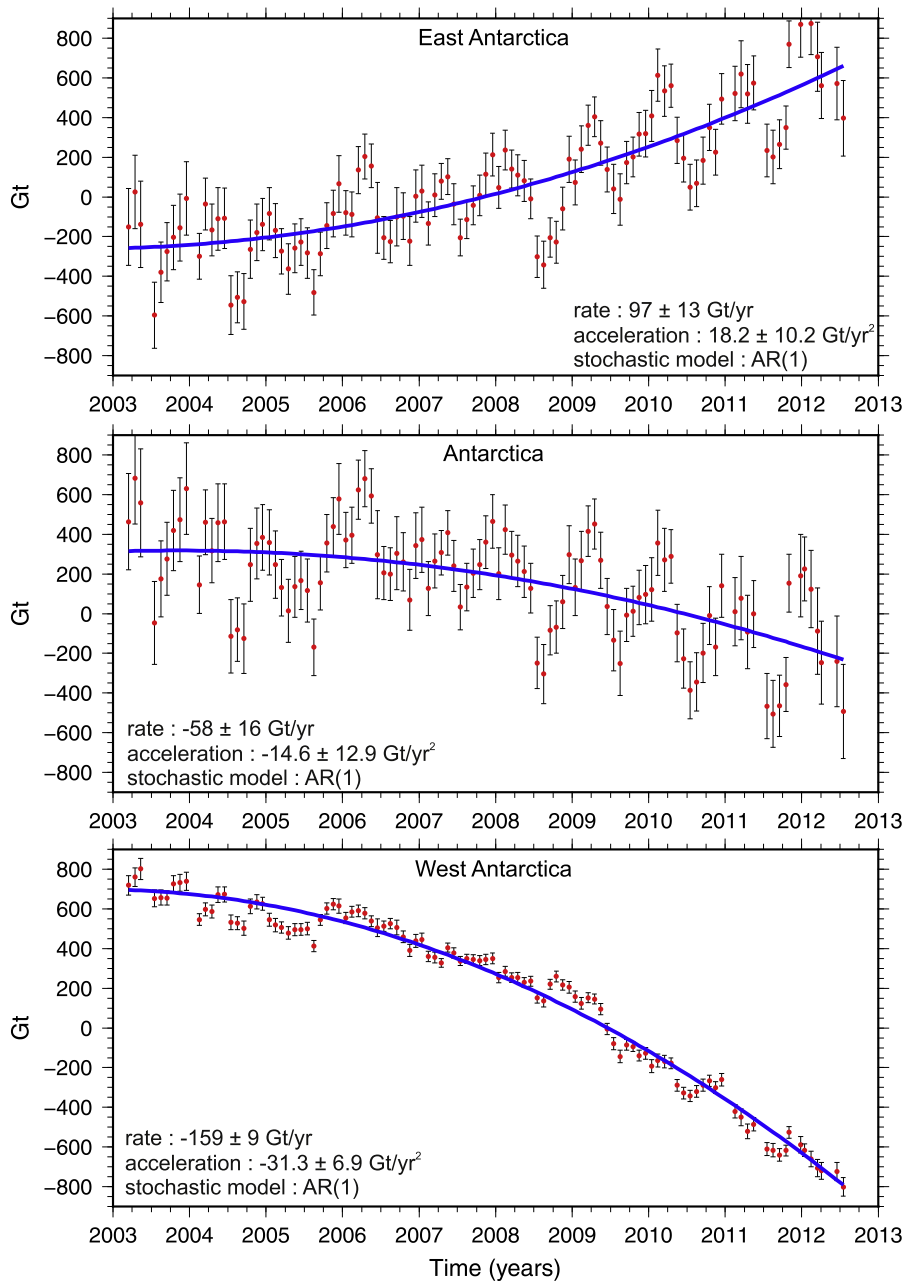 East Antarctica
800
600
400
200
0
−200
−400
−600
−800
Gt
rate : 97 ± 13 Gt/yr
acceleration : 18.2 ± 10.2 Gt/yr²
stochastic model : AR(1)
2003 2004 2005 2006 2007 2008 2009 2010 2011 2012 2013
Antarctica
800
600
400
200
0
−200
−400
−600
−800
Gt
rate : -58 ± 16 Gt/yr
acceleration : -14.6 ± 12.9 Gt/yr²
stochastic model : AR(1)
2003 2004 2005 2006 2007 2008 2009 2010 2011 2012 2013
West Antarctica
800
600
400
200
0
−200
−400
−600
−800
Gt
rate : -159 ± 9 Gt/yr
acceleration : -31.3 ± 6.9 Gt/yr²
stochastic model : AR(1)
2003 2004 2005 2006 2007 2008 2009 2010 2011 2012 2013
Time (years)